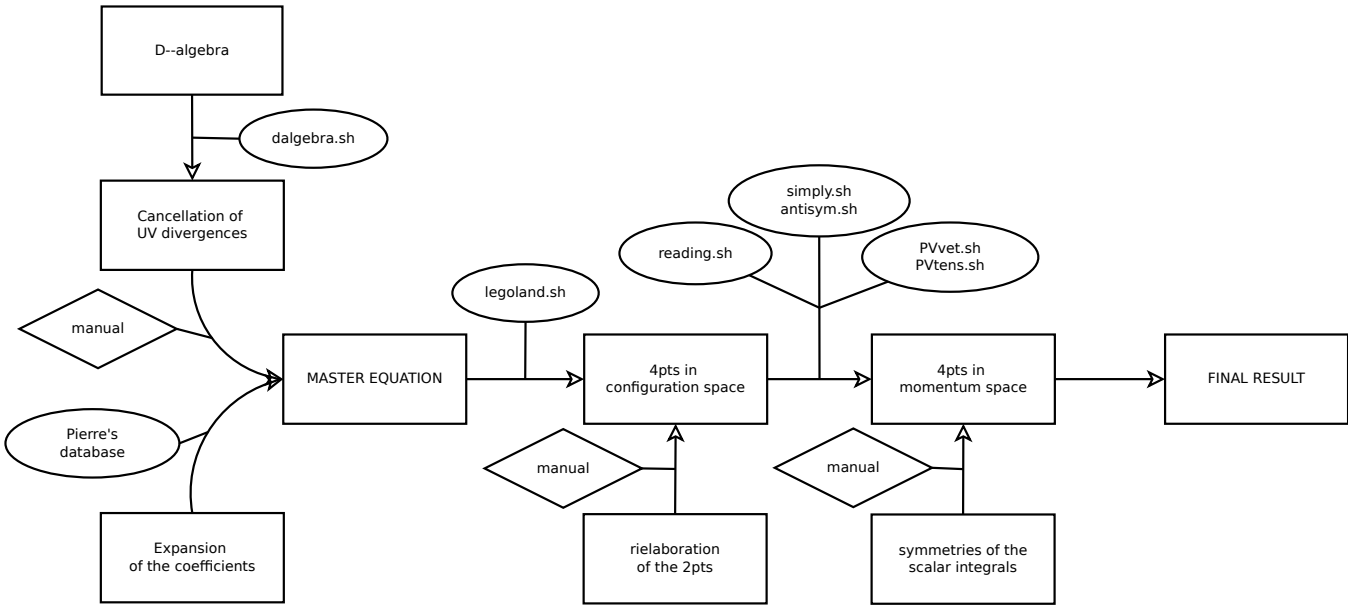 D--algebra
dalgebra.sh
Cancellation of
UV divergences
manual
Pierre's
database
Expansion
of the coefficients
MASTER EQUATION
legoland.sh
4pts in
configuration space
manual
rielaboration
of the 2pts
reading.sh
simply.sh
antisym.sh
PVvet.sh
PVtens.sh
4pts in
momentum space
manual
symmetries of the
scalar integrals
FINAL RESULT